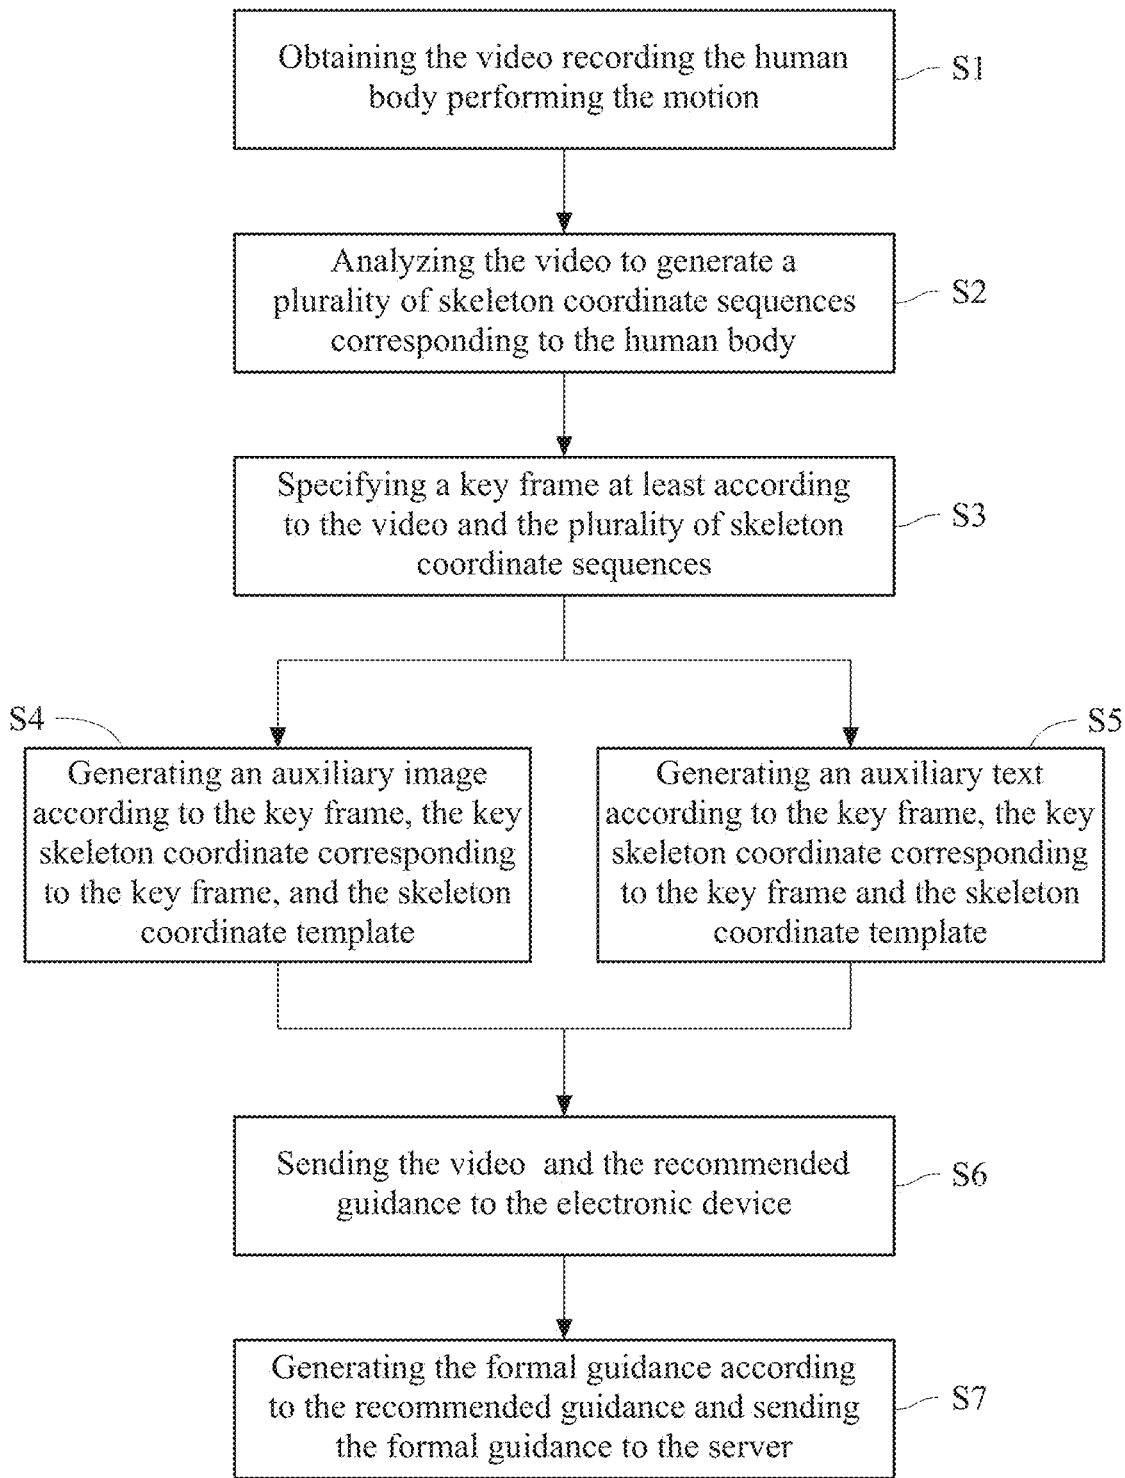 Obtaining the video recording the human
body performing the motion
S1
Analyzing the video to generate a
plurality of skeleton coordinate sequences
corresponding to the human body
S2
Specifying a key frame at least according
to the video and the plurality of skeleton
coordinate sequences
S3
S4
Generating an auxiliary image
according to the key frame, the key
skeleton coordinate corresponding
to the key frame, and the skeleton
coordinate template
S5
Generating an auxiliary text
according to the key frame, the key
skeleton coordinate corresponding
to the key frame and the skeleton
coordinate template
Sending the video and the recommended
guidance to the electronic device
S6
Generating the formal guidance according
to the recommended guidance and sending
the formal guidance to the server
S7